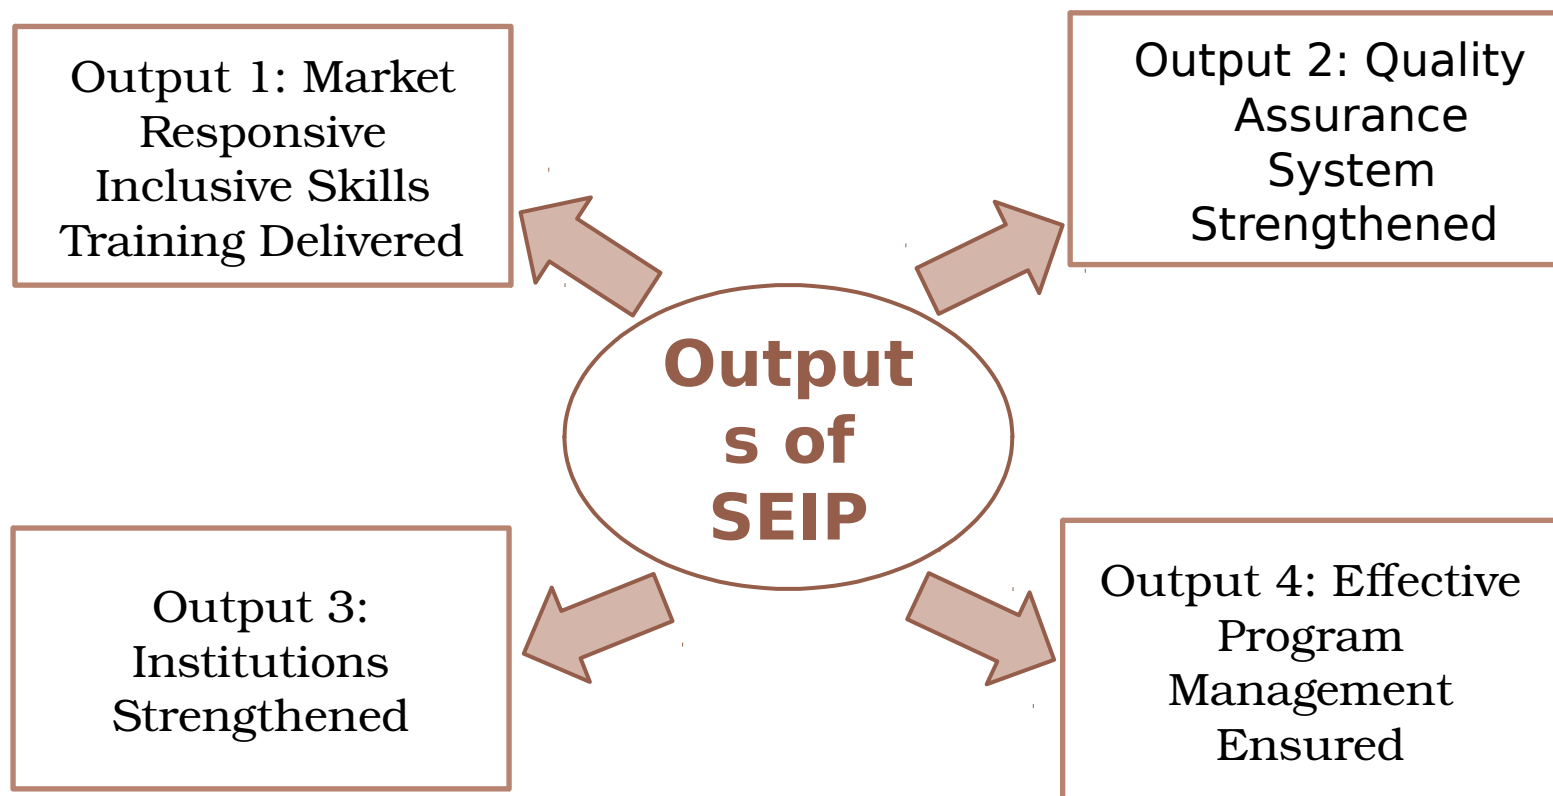 Output 1: Market
Responsive
Inclusive Skills
Training Delivered
Output 2: Quality
Assurance
System
Strengthened
Output
s of
SEIP
Output 3:
Institutions
Strengthened
Output 4: Effective
Program
Management
Ensured